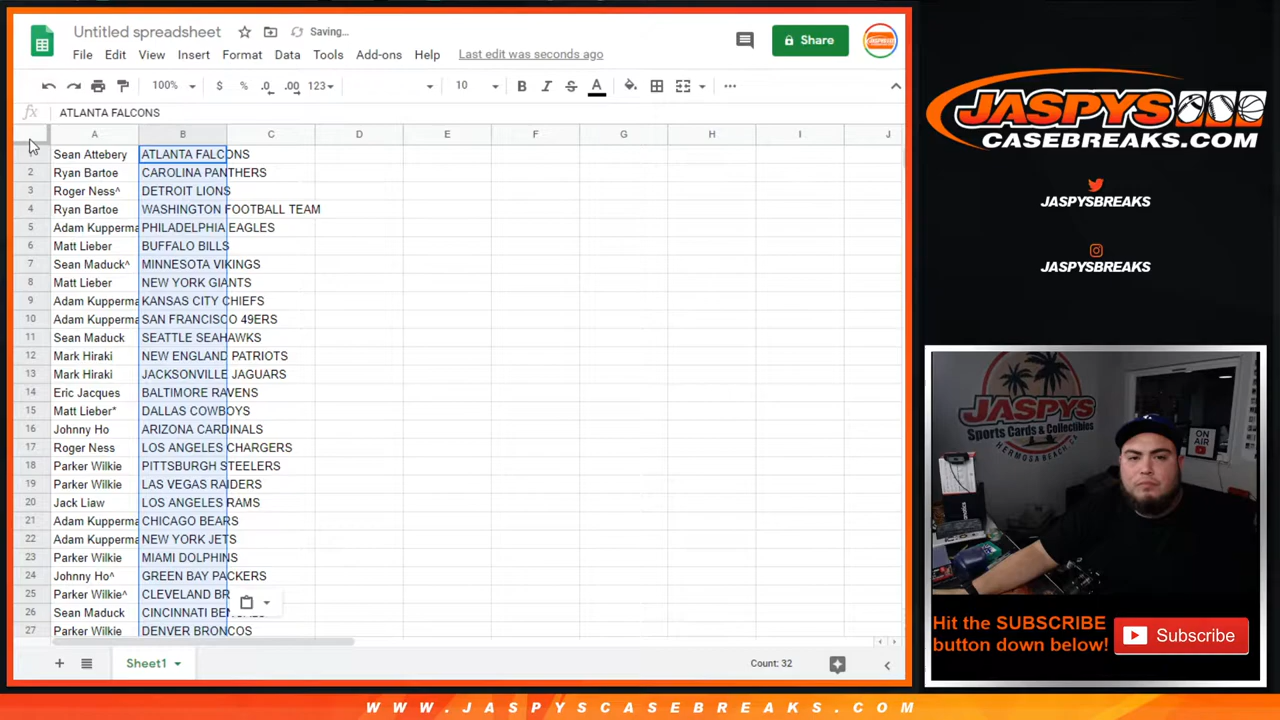 Untitled spreadsheet
Saving...
File Edit View Insert Format Data Tools Add-ons Help Last edit was seconds ago
Share
100% $ % .0 .00 123 10 B I S A
fx ATLANTA FALCONS
A B C D E F G H I J
Sean Attebery ATLANTA FALCONS
2 Ryan Bartoe CAROLINA PANTHERS
3 Roger Ness^ DETROIT LIONS
4 Ryan Bartoe WASHINGTON FOOTBALL TEAM
5 Adam Kupperma PHILADELPHIA EAGLES
6 Matt Lieber BUFFALO BILLS
7 Sean Maduck^ MINNESOTA VIKINGS
8 Matt Lieber NEW YORK GIANTS
9 Adam Kupperma KANSAS CITY CHIEFS
10 Adam Kupperma SAN FRANCISCO 49ERS
11 Sean Maduck SEATTLE SEAHAWKS
12 Mark Hiraki NEW ENGLAND PATRIOTS
13 Mark Hiraki JACKSONVILLE JAGUARS
14 Eric Jacques BALTIMORE RAVENS
15 Matt Lieber* DALLAS COWBOYS
16 Johnny Ho ARIZONA CARDINALS
17 Roger Ness LOS ANGELES CHARGERS
18 Parker Wilkie PITTSBURGH STEELERS
19 Parker Wilkie LAS VEGAS RAIDERS
20 Jack Liaw LOS ANGELES RAMS
21 Adam Kupperma CHICAGO BEARS
22 Adam Kupperma NEW YORK JETS
23 Parker Wilkie MIAMI DOLPHINS
24 Johnny Ho^ GREEN BAY PACKERS
25 Parker Wilkie^ CLEVELAND BR
26 Sean Maduck CINCINNATI BE
27 Parker Wilkie DENVER BRONCOS
Sheet1
Count: 32
JASPYS
CASEBREAKS.COM
JASPYSBREAKS
JASPYSBREAKS
JASPYS
Sports Cards & Collectibles
HERMOSA BEACH, CA
ON AIR
Hit the SUBSCRIBE
button down below!
Subscribe
WWW.JASPYSCASEBREAKS.COM